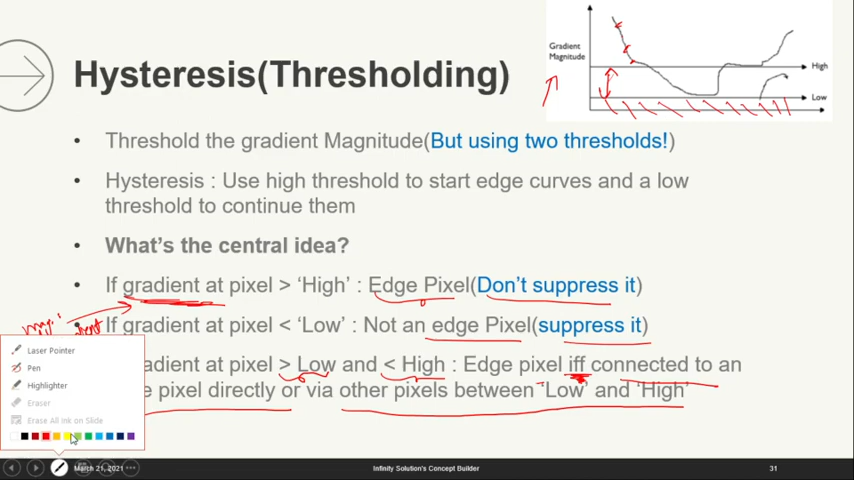 Gradient
Magnitude
High
Low
Hysteresis(Thresholding)
• Threshold the gradient Magnitude(But using two thresholds!)
• Hysteresis : Use high threshold to start edge curves and a low
threshold to continue them
• What's the central idea?
• If gradient at pixel > 'High' : Edge Pixel(Don't suppress it)
If gradient at pixel < 'Low' : Not an edge Pixel(suppress it)
gradient at pixel > Low and < High : Edge pixel iff connected to an
pixel directly or via other pixels between 'Low' and 'High'
Laser Pointer
Pen
Highlighter
Eraser
Erase All Ink on Slide
March 21, 2021
Infinity Solution's Concept Builder
31